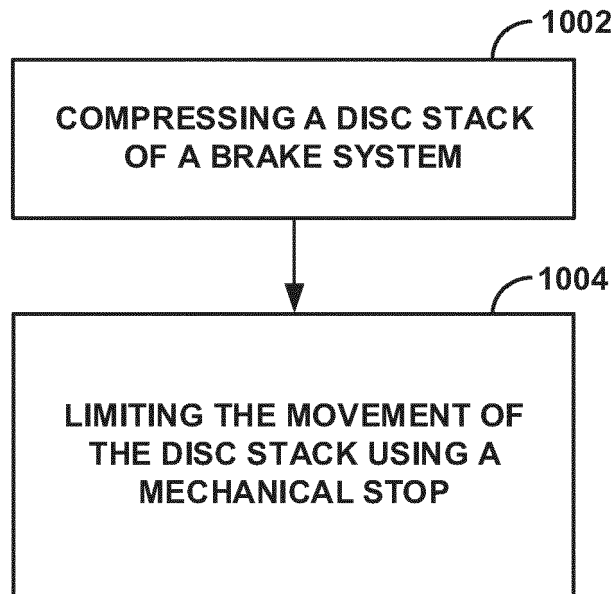 1002
COMPRESSING A DISC STACK
OF A BRAKE SYSTEM
1004
LIMITING THE MOVEMENT OF
THE DISC STACK USING A
MECHANICAL STOP